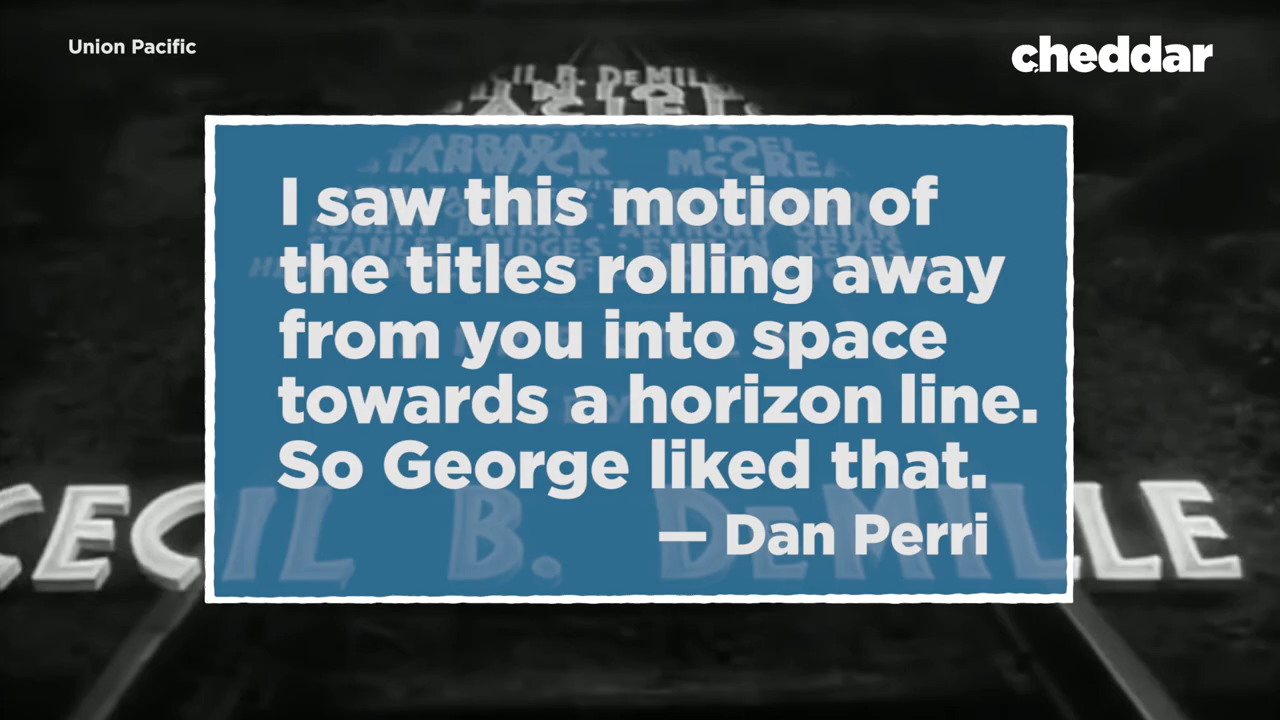 Union Pacific
cheddar
I saw this motion of
the titles rolling away
from you into space
towards a horizon line.
So George liked that.
— Dan Perri
CECIL B. DeMILLE